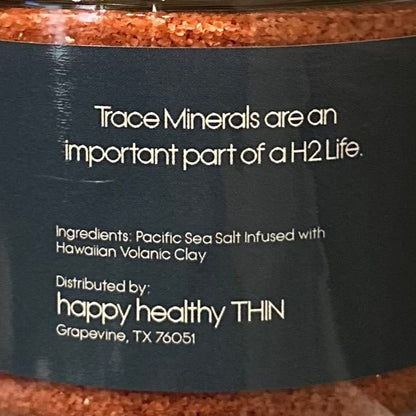 Trace Minerals are an
important part of a H2 Life.
Ingredients: Pacific Sea Salt Infused with
Hawaiian Volanic Clay
Distributed by:
happy healthy THIN
Grapevine, TX 76051